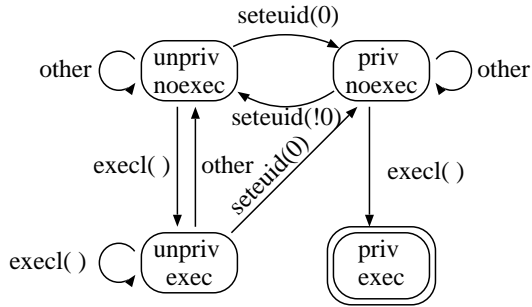 seteuid(0)
unpriv
noexec
priv
noexec
other
other
seteuid(!0)
execl( )
other
seteuid(0)
execl( )
unpriv
exec
priv
exec
execl( )